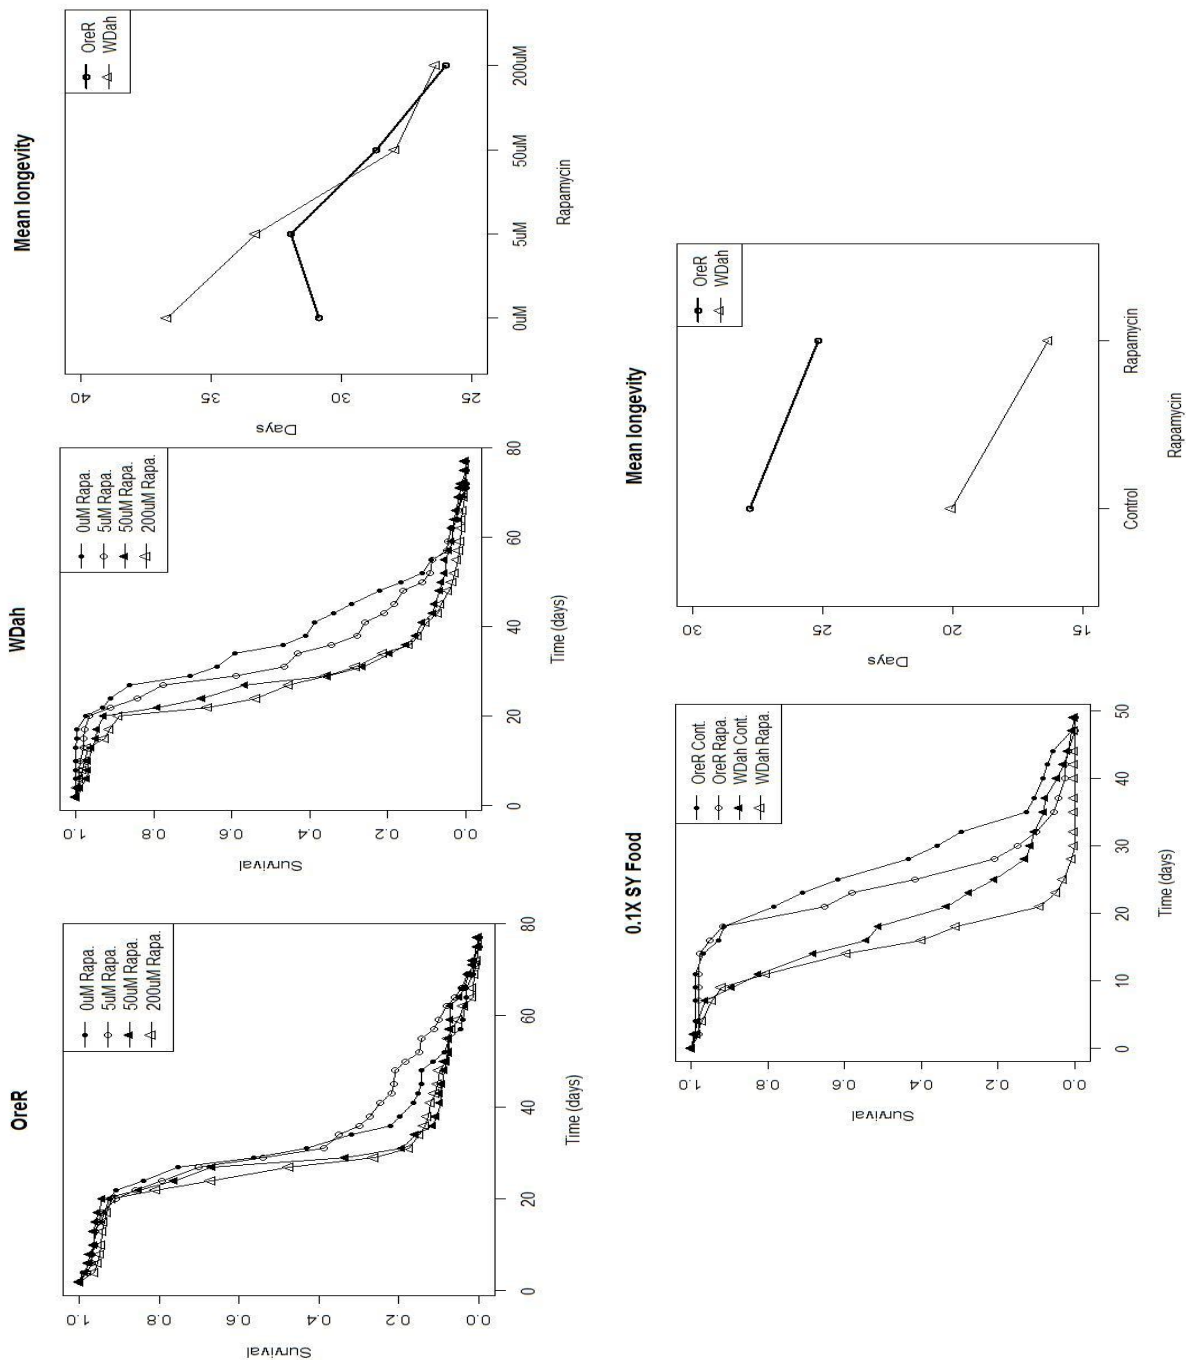 OreR
Survival
1.0
0.8
0.6
0.4
0.2
0.0
0
20
40
60
80
Time (days)
0uM Rapa.
5uM Rapa.
50uM Rapa.
200uM Rapa.
WDah
Survival
1.0
0.8
0.6
0.4
0.2
0.0
0
20
40
60
80
Time (days)
0uM Rapa.
5uM Rapa.
50uM Rapa.
200uM Rapa.
Mean longevity
Days
40
35
30
25
0uM
5uM
50uM
200uM
Rapamycin
OreR
WDah
0.1X SY Food
Survival
1.0
0.8
0.6
0.4
0.2
0.0
0
10
20
30
40
50
Time (days)
OreR Cont.
OreR Rapa.
WDah Cont.
WDah Rapa.
Mean longevity
Days
30
25
20
15
Control
Rapamycin
Rapamycin
OreR
WDah